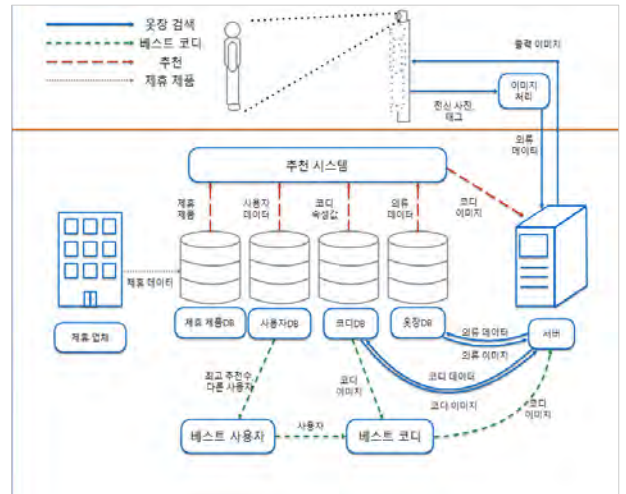 옷장 검색
베스트 코디
추천
제휴 제품
출력 이미지
전신 사진,
태그
이미지
처리
의류
데이터
추천 시스템
제휴
제품
사용자
데이터
코디
속성값
의류
데이터
코디
이미지
제휴 데이터
제휴 업체
제휴 제품DB
사용자DB
코디DB
옷장DB
서버
의류 데이터
의류 이미지
코디 데이터
코디 이미지
최고 추천수
다른 사용자
코디
이미지
코디
이미지
사용자
베스트 사용자
베스트 코디